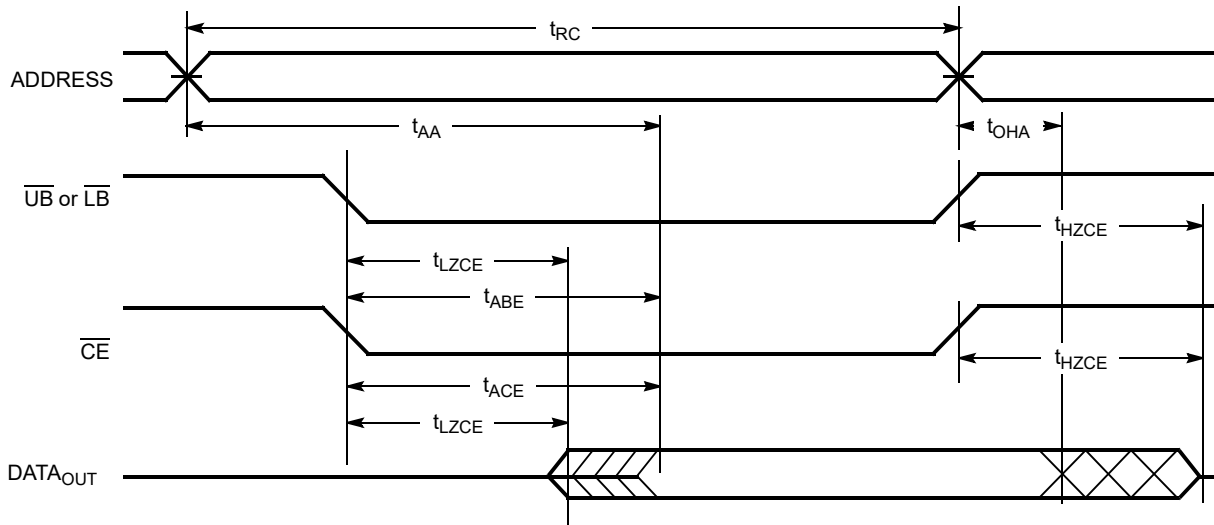 tRC
ADDRESS
tAA
tOHA
UB or LB
tHZCE
tLZCE
tABE
CE
tHZCE
tACE
tLZCE
DATAOUT